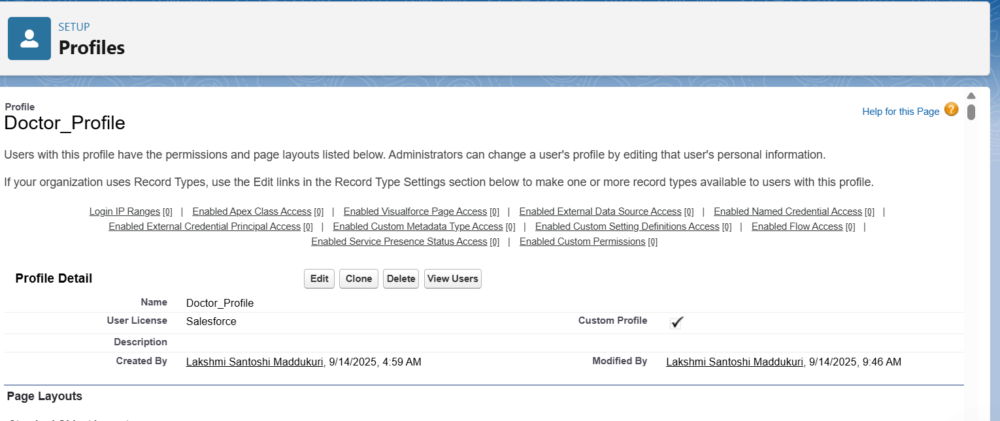 SETUP
Profiles
Profile
Doctor_Profile
Help for this Page ?
Users with this profile have the permissions and page layouts listed below. Administrators can change a user's profile by editing that user's personal information.
If your organization uses Record Types, use the Edit links in the Record Type Settings section below to make one or more record types available to users with this profile.
Login IP Ranges [0] | Enabled Apex Class Access [0] | Enabled Visualforce Page Access [0] | Enabled External Data Source Access [0] | Enabled Named Credential Access [0] |
Enabled External Credential Principal Access [0] | Enabled Custom Metadata Type Access [0] | Enabled Custom Setting Definitions Access [0] | Enabled Flow Access [0] |
Enabled Service Presence Status Access [0] | Enabled Custom Permissions [0]
Profile Detail Edit Clone Delete View Users
Name Doctor_Profile
User License Salesforce Custom Profile
Description
Created By Lakshmi Santoshi Maddukuri, 9/14/2025, 4:59 AM Modified By Lakshmi Santoshi Maddukuri, 9/14/2025, 9:46 AM
Page Layouts